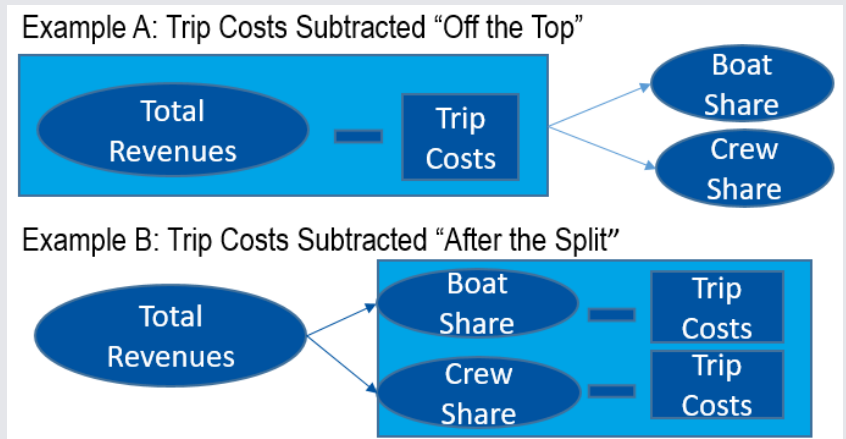 Example A: Trip Costs Subtracted “Off the Top”
Total
Revenues
Trip
Costs
Boat
Share
Crew
Share
Example B: Trip Costs Subtracted “After the Split”
Total
Revenues
Boat
Share
Trip
Costs
Crew
Share
Trip
Costs